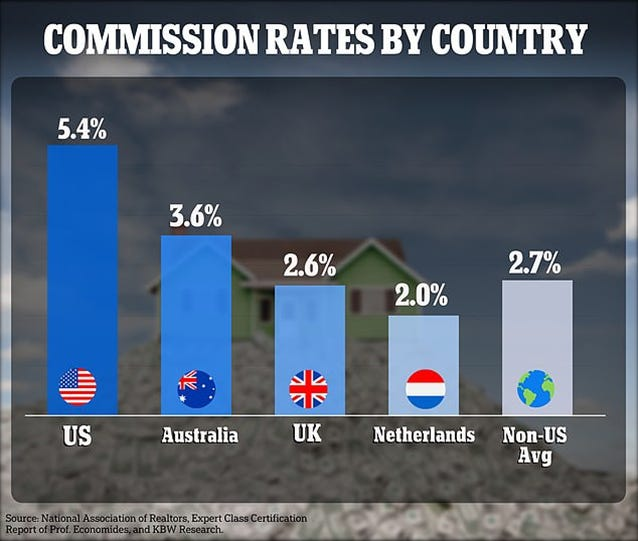 COMMISSION RATES BY COUNTRY
5.4%
3.6%
2.6%
2.0%
2.7%
US
Australia
UK
Netherlands
Non-US
Avg
Source: National Association of Realtors, Expert Class Certification
Report of Prof. Economides, and KBW Research.